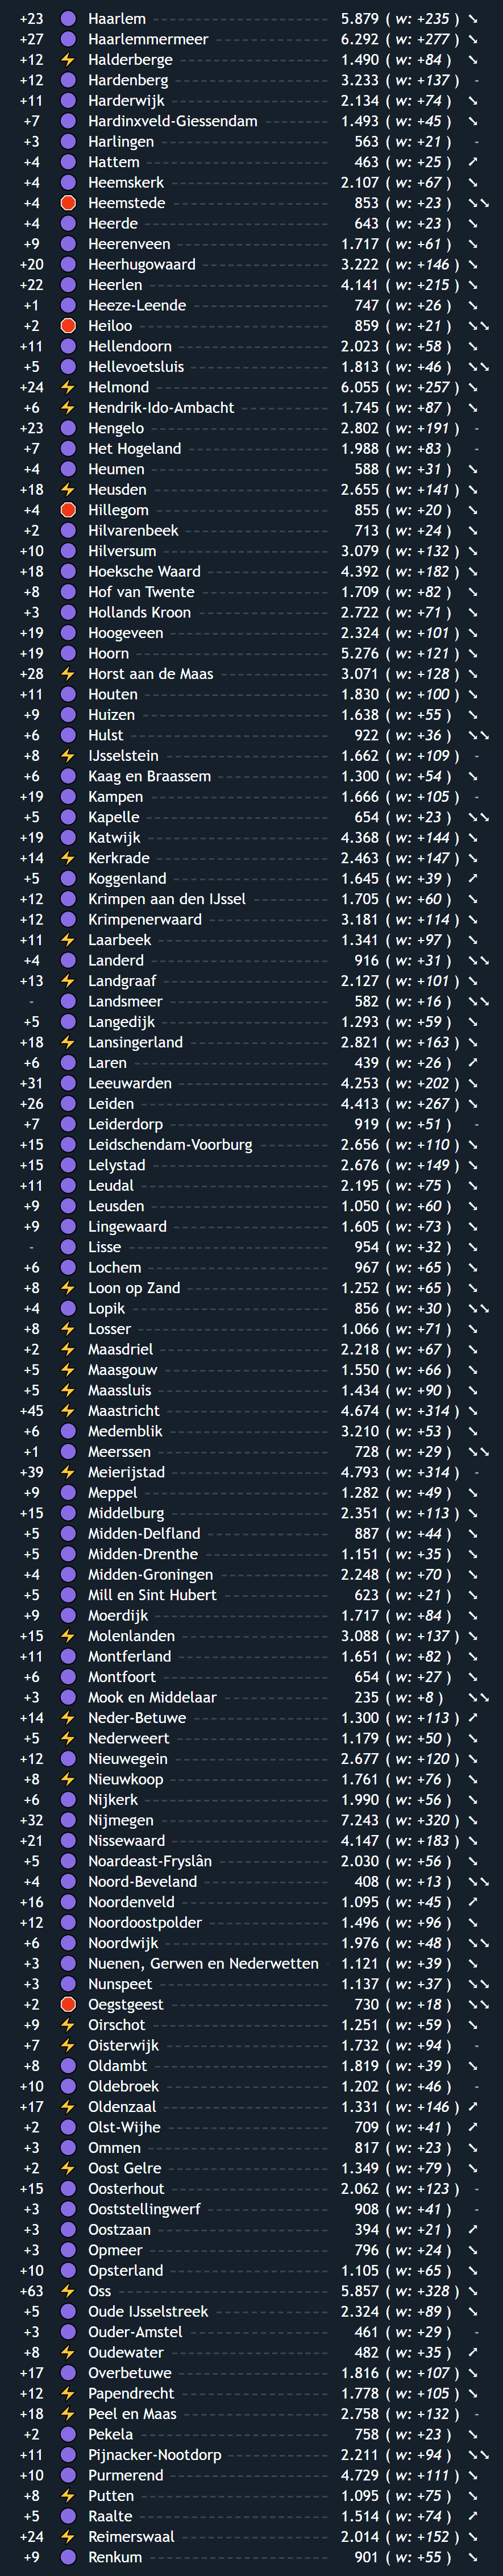 +23 Haarlem 5.879 ( w: +235 ) ↘
+27 Haarlemmermeer 6.292 ( w: +277 ) ↘
+12 ⚡ Halderberge 1.490 ( w: +84 ) ↘
+12 Hardenberg 3.233 ( w: +137 ) -
+11 Harderwijk 2.134 ( w: +74 ) ↘
+7 Hardinxveld-Giessendam 1.493 ( w: +45 ) ↘
+3 Harlingen 563 ( w: +21 ) -
+4 Hattem 463 ( w: +25 ) ↗
+4 Heemskerk 2.107 ( w: +67 ) ↘
+4 Heemstede 853 ( w: +23 ) ↘↘
+4 Heerde 643 ( w: +23 ) ↘
+9 Heerenveen 1.717 ( w: +61 ) ↘
+20 Heerhugowaard 3.222 ( w: +146 ) ↘
+22 Heerlen 4.141 ( w: +215 ) ↘
+1 Heeze-Leende 747 ( w: +26 ) ↘
+2 Heiloo 859 ( w: +21 ) ↘↘
+11 Hellendoorn 2.023 ( w: +58 ) ↘
+5 Hellevoetsluis 1.813 ( w: +46 ) ↘↘
+24 ⚡ Helmond 6.055 ( w: +257 ) ↘
+6 ⚡ Hendrik-Ido-Ambacht 1.745 ( w: +87 ) ↘
+23 Hengelo 2.802 ( w: +191 ) -
+7 Het Hogeland 1.988 ( w: +83 ) -
+4 Heumen 588 ( w: +31 ) ↘
+18 ⚡ Heusden 2.655 ( w: +141 ) ↘
+4 Hillegom 855 ( w: +20 ) ↘
+2 Hilvarenbeek 713 ( w: +24 ) ↘
+10 Hilversum 3.079 ( w: +132 ) ↘
+18 Hoeksche Waard 4.392 ( w: +182 ) ↘
+8 Hof van Twente 1.709 ( w: +82 ) ↘
+3 Hollands Kroon 2.722 ( w: +71 ) ↘
+19 Hoogeveen 2.324 ( w: +101 ) ↘
+19 Hoorn 5.276 ( w: +121 ) ↘
+28 ⚡ Horst aan de Maas 3.071 ( w: +128 ) ↘
+11 Houten 1.830 ( w: +100 ) ↘
+9 Huizen 1.638 ( w: +55 ) ↘
+6 Hulst 922 ( w: +36 ) ↘↘
+8 ⚡ IJsselstein 1.662 ( w: +109 ) -
+6 Kaag en Braassem 1.300 ( w: +54 ) ↘
+19 Kampen 1.666 ( w: +105 ) -
+5 Kapelle 654 ( w: +23 ) ↘↘
+19 Katwijk 4.368 ( w: +144 ) ↘
+14 ⚡ Kerkrade 2.463 ( w: +147 ) ↘
+5 Koggenland 1.645 ( w: +39 ) ↗
+12 Krimpen aan den IJssel 1.705 ( w: +60 ) ↘
+12 Krimpenerwaard 3.181 ( w: +114 ) ↘
+11 ⚡ Laarbeek 1.341 ( w: +97 ) ↘
+4 Landerd 916 ( w: +31 ) ↘↘
+13 ⚡ Landgraaf 2.127 ( w: +101 ) ↘
- Landsmeer 582 ( w: +16 ) ↘↘
+5 Langedijk 1.293 ( w: +59 ) ↘
+18 ⚡ Lansingerland 2.821 ( w: +163 ) ↘
+6 Laren 439 ( w: +26 ) ↗
+31 Leeuwarden 4.253 ( w: +202 ) ↘
+26 Leiden 4.413 ( w: +267 ) ↘
+7 Leiderdorp 919 ( w: +51 ) -
+15 Leidschendam-Voorburg 2.656 ( w: +110 ) ↘
+15 Lelystad 2.676 ( w: +149 ) ↘
+11 Leudal 2.195 ( w: +75 ) ↘
+9 Leusden 1.050 ( w: +60 ) ↘
+9 Lingewaard 1.605 ( w: +73 ) ↘
- Lisse 954 ( w: +32 ) ↘
+6 Lochem 967 ( w: +65 ) ↘
+8 ⚡ Loon op Zand 1.252 ( w: +65 ) ↘
+4 Lopik 856 ( w: +30 ) ↘↘
+8 ⚡ Losser 1.066 ( w: +71 ) ↘
+2 ⚡ Maasdriel 2.218 ( w: +67 ) ↘
+5 ⚡ Maasgouw 1.550 ( w: +66 ) ↘
+5 ⚡ Maassluis 1.434 ( w: +90 ) ↘
+45 ⚡ Maastricht 4.674 ( w: +314 ) ↘
+6 Medemblik 3.210 ( w: +53 ) ↘
+1 Meerssen 728 ( w: +29 ) ↘↘
+39 ⚡ Meierijstad 4.793 ( w: +314 ) -
+9 Meppel 1.282 ( w: +49 ) ↘
+15 Middelburg 2.351 ( w: +113 ) ↘
+5 Midden-Delfland 887 ( w: +44 ) ↘
+5 Midden-Drenthe 1.151 ( w: +35 ) ↘
+4 Midden-Groningen 2.248 ( w: +70 ) ↘
+5 Mill en Sint Hubert 623 ( w: +21 ) ↘
+9 Moerdijk 1.717 ( w: +84 ) ↘
+15 ⚡ Molenlanden 3.088 ( w: +137 ) ↘
+11 Montferland 1.651 ( w: +82 ) ↘
+6 Montfoort 654 ( w: +27 ) ↘
+3 Mook en Middelaar 235 ( w: +8 ) ↘↘
+14 ⚡ Neder-Betuwe 1.300 ( w: +113 ) ↗
+5 ⚡ Nederweert 1.179 ( w: +50 ) ↘
+12 Nieuwegein 2.677 ( w: +120 ) ↘
+8 ⚡ Nieuwkoop 1.761 ( w: +76 ) ↘
+6 Nijkerk 1.990 ( w: +56 ) ↘
+32 Nijmegen 7.243 ( w: +320 ) ↘
+21 Nissewaard 4.147 ( w: +183 ) ↘
+5 Noardeast-Fryslân 2.030 ( w: +56 ) ↘
+4 Noord-Beveland 408 ( w: +13 ) ↘↘
+16 Noordenveld 1.095 ( w: +45 ) ↗
+12 Noordoostpolder 1.496 ( w: +96 ) ↘
+6 Noordwijk 1.976 ( w: +48 ) ↘↘
+3 Nuenen, Gerwen en Nederwetten 1.121 ( w: +39 ) ↘
+3 Nunspeet 1.137 ( w: +37 ) ↘↘
+2 Oegstgeest 730 ( w: +18 ) ↘↘
+9 ⚡ Oirschot 1.251 ( w: +59 ) ↘
+7 ⚡ Oisterwijk 1.732 ( w: +94 ) -
+8 Oldambt 1.819 ( w: +39 ) ↘
+10 Oldebroek 1.202 ( w: +46 ) -
+17 ⚡ Oldenzaal 1.331 ( w: +146 ) ↗
+2 Olst-Wijhe 709 ( w: +41 ) ↗
+3 Ommen 817 ( w: +23 ) ↘
+2 ⚡ Oost Gelre 1.349 ( w: +79 ) ↘
+15 Oosterhout 2.062 ( w: +123 ) -
+3 Ooststellingwerf 908 ( w: +41 ) -
+3 Oostzaan 394 ( w: +21 ) ↗
+3 Opmeer 796 ( w: +24 ) ↘
+10 Opsterland 1.105 ( w: +65 ) ↘
+63 ⚡ Oss 5.857 ( w: +328 ) ↘
+5 Oude IJsselstreek 2.324 ( w: +89 ) ↘
+3 Ouder-Amstel 461 ( w: +29 ) -
+8 ⚡ Oudewater 482 ( w: +35 ) ↗
+17 Overbetuwe 1.816 ( w: +107 ) ↘
+12 ⚡ Papendrecht 1.778 ( w: +105 ) ↘
+18 ⚡ Peel en Maas 2.758 ( w: +132 ) -
+2 Pekela 758 ( w: +23 ) ↘
+11 Pijnacker-Nootdorp 2.211 ( w: +94 ) ↘↘
+10 Purmerend 4.729 ( w: +111 ) ↘
+8 ⚡ Putten 1.095 ( w: +75 ) ↘
+5 Raalte 1.514 ( w: +74 ) ↗
+24 ⚡ Reimerswaal 2.014 ( w: +152 ) ↘
+9 Renkum 901 ( w: +55 ) ↘